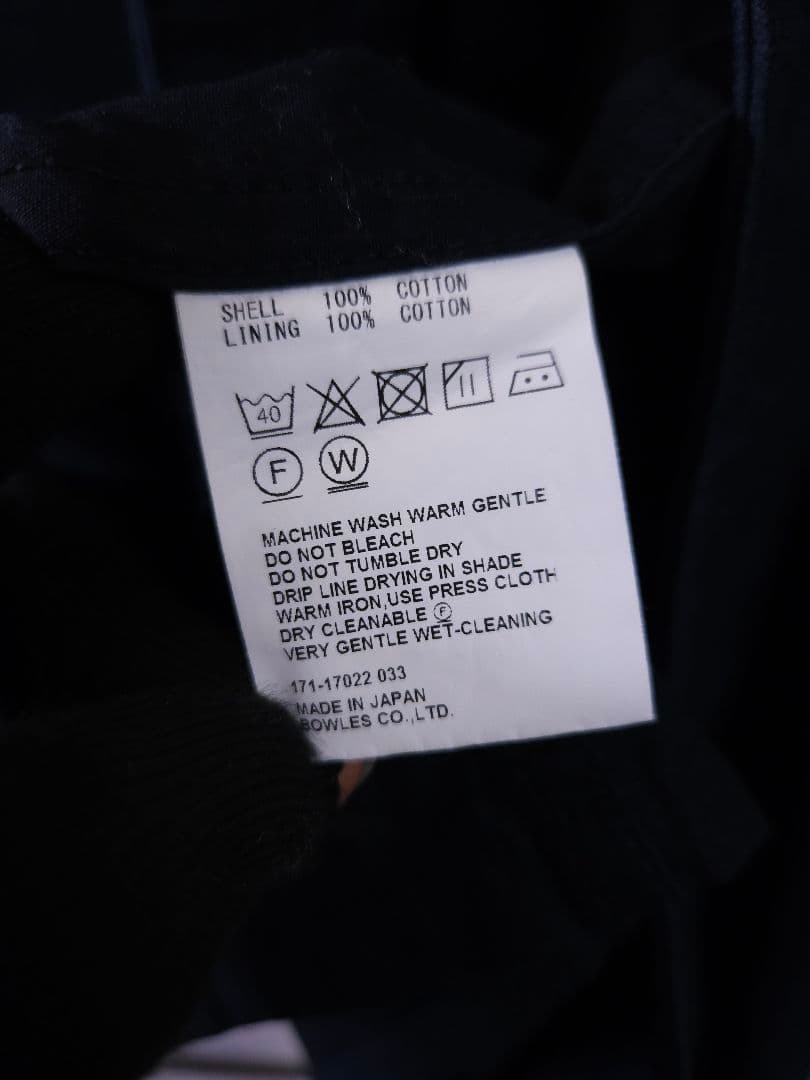 SHELL 100% COTTON
LINING 100% COTTON
40
F W
MACHINE WASH WARM GENTLE
DO NOT BLEACH
DO NOT TUMBLE DRY
DRIP LINE DRYING IN SHADE
WARM IRON,USE PRESS CLOTH
DRY CLEANABLE Ⓕ
VERY GENTLE WET-CLEANING
171-17022 033
MADE IN JAPAN
BOWLES CO.,LTD.